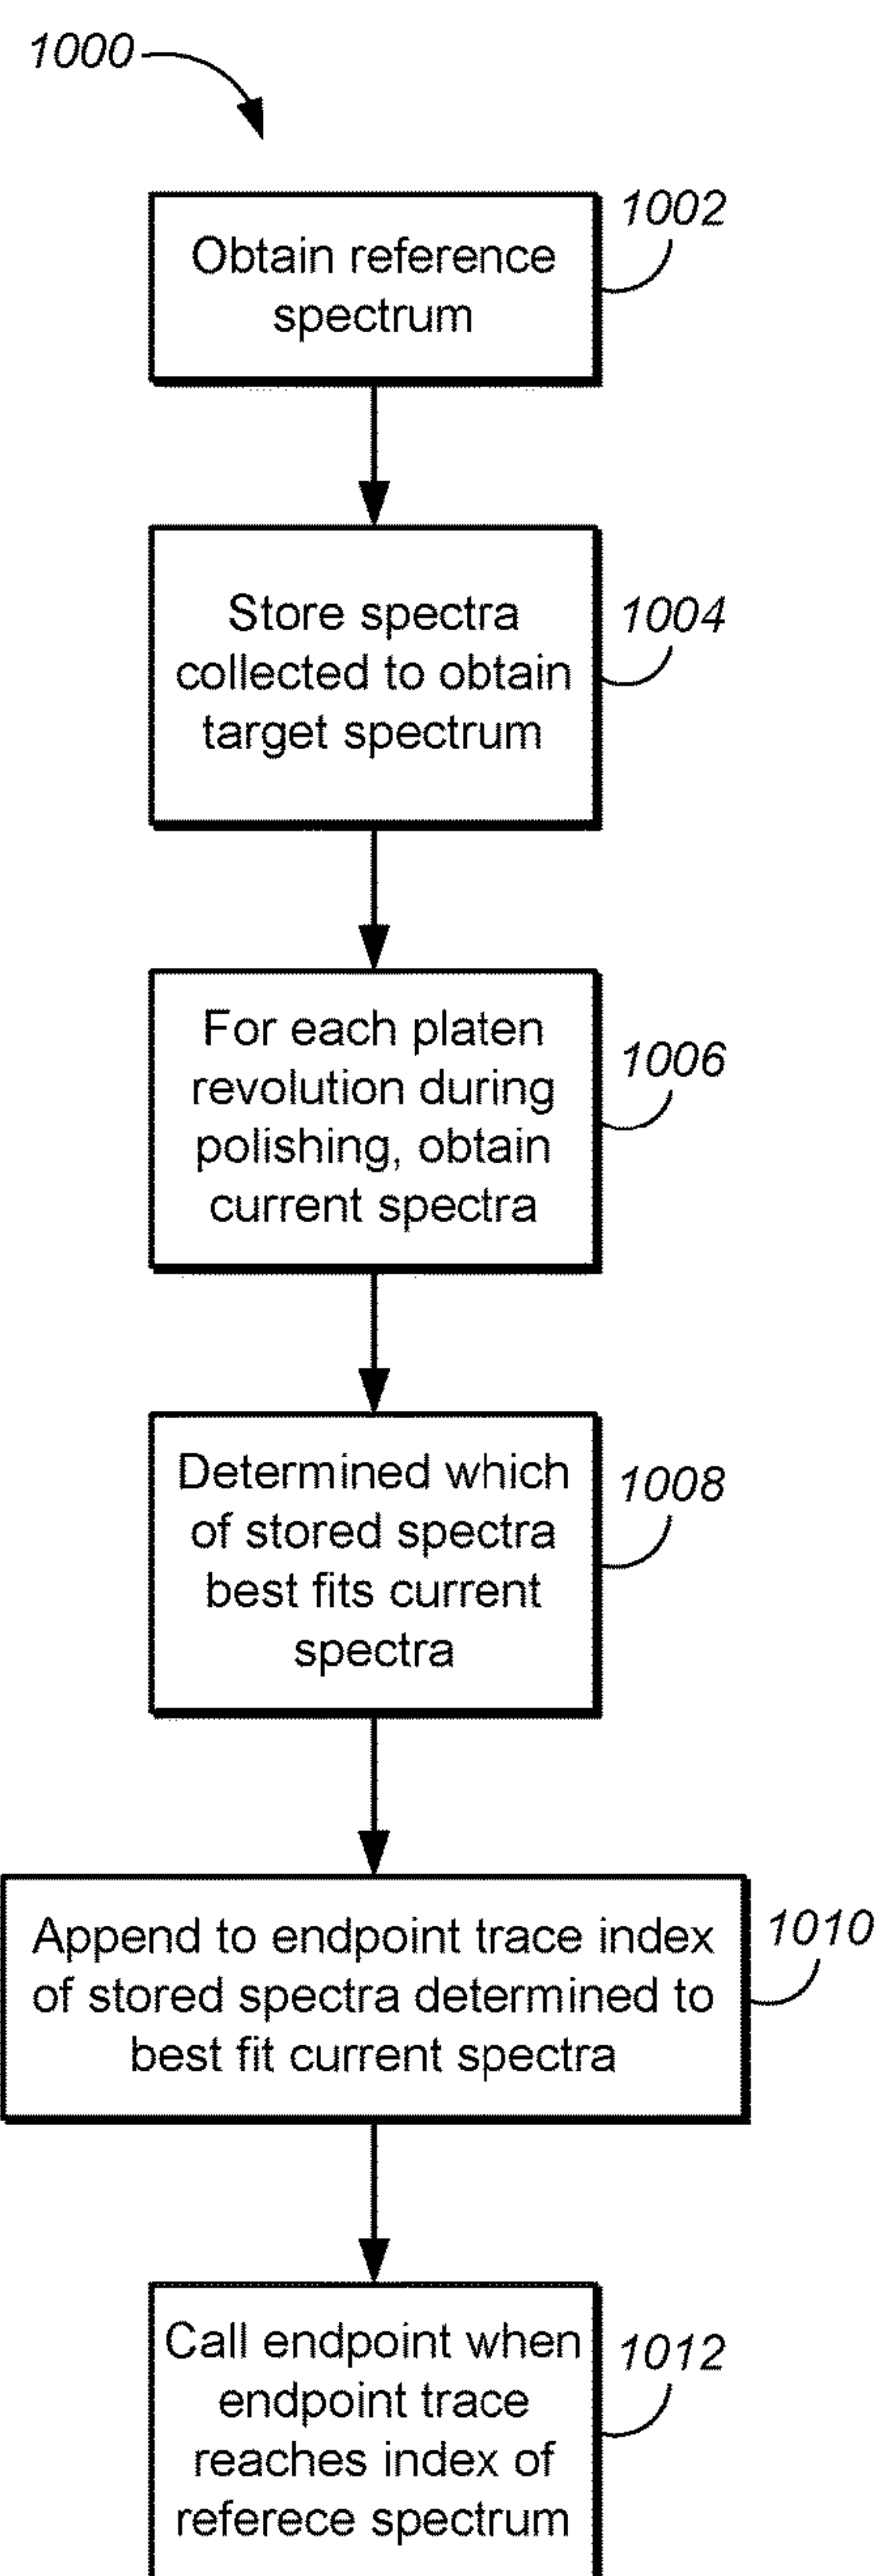 1000
1002
Obtain reference
spectrum
1004
Store spectra
collected to obtain
target spectrum
1006
For each platen
revolution during
polishing, obtain
current spectra
1008
Determined which
of stored spectra
best fits current
spectra
1010
Append to endpoint trace index
of stored spectra determined to
best fit current spectra
1012
Call endpoint when
endpoint trace
reaches index of
referece spectrum